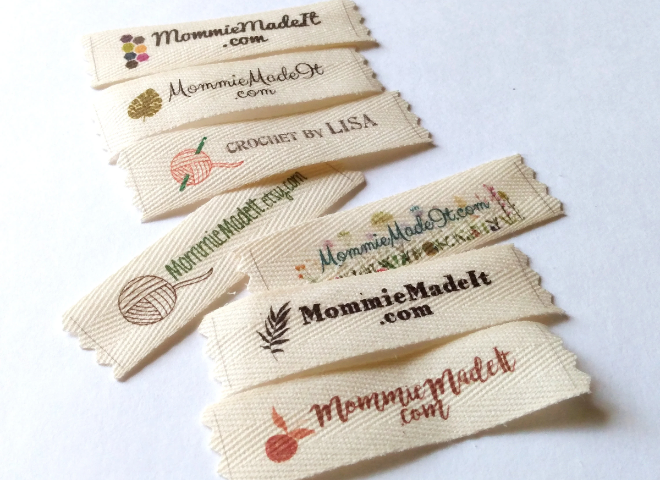 MommieMadeIt
.com
MommieMadeIt
.com
CROCHET BY LISA
MommieMadeIt.etsy.com
MommieMadeIt.com
MommieMadeIt
.com
MommieMadeIt
.com